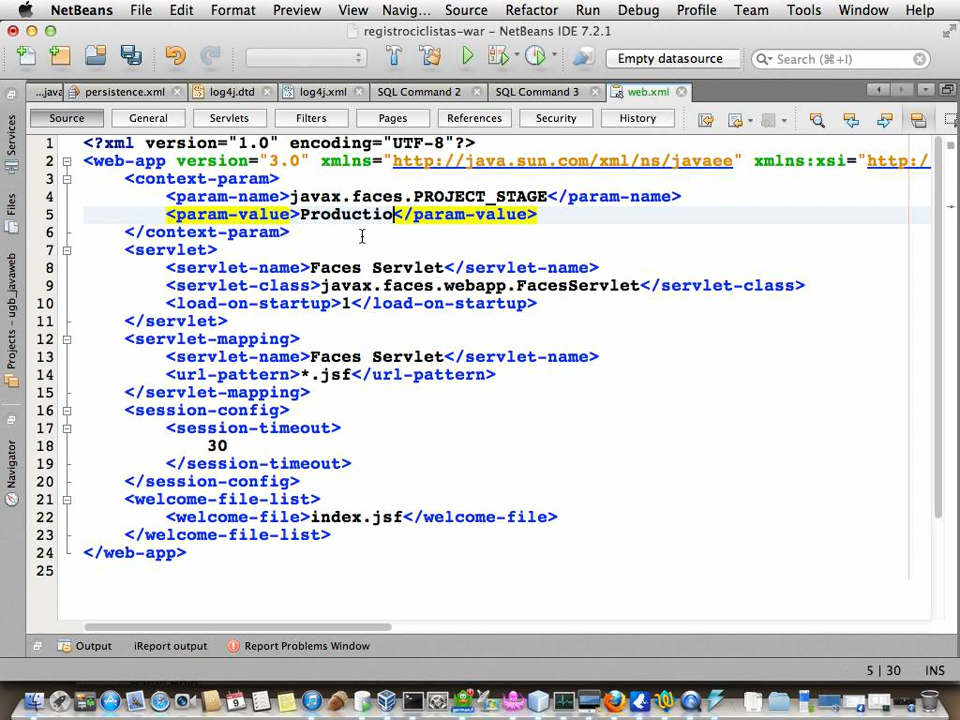 NetBeans File Edit Format Preview View Navig... Source Refactor Run Debug Profile Team Tools Window Help
registrociclistas-war - NetBeans IDE 7.2.1
Empty datasource
Search (⌘+I)
...java persistence.xml log4j.dtd log4j.xml SQL Command 2 SQL Command 3 web.xml
Source General Servlets Filters Pages References Security History
Services
Files
Projects - ugb_javaweb
Navigator
1 <?xml version="1.0" encoding="UTF-8"?>
2 <web-app version="3.0" xmlns="http://java.sun.com/xml/ns/javaee" xmlns:xsi="http:/
3 <context-param>
4 <param-name>javax.faces.PROJECT_STAGE</param-name>
5 <param-value>Productio</param-value>
6 </context-param>
7 <servlet>
8 <servlet-name>Faces Servlet</servlet-name>
9 <servlet-class>javax.faces.webapp.FacesServlet</servlet-class>
10 <load-on-startup>1</load-on-startup>
11 </servlet>
12 <servlet-mapping>
13 <servlet-name>Faces Servlet</servlet-name>
14 <url-pattern>*.jsf</url-pattern>
15 </servlet-mapping>
16 <session-config>
17 <session-timeout>
18 30
19 </session-timeout>
20 </session-config>
21 <welcome-file-list>
22 <welcome-file>index.jsf</welcome-file>
23 </welcome-file-list>
24 </web-app>
25
Output iReport output Report Problems Window
5 | 30 INS